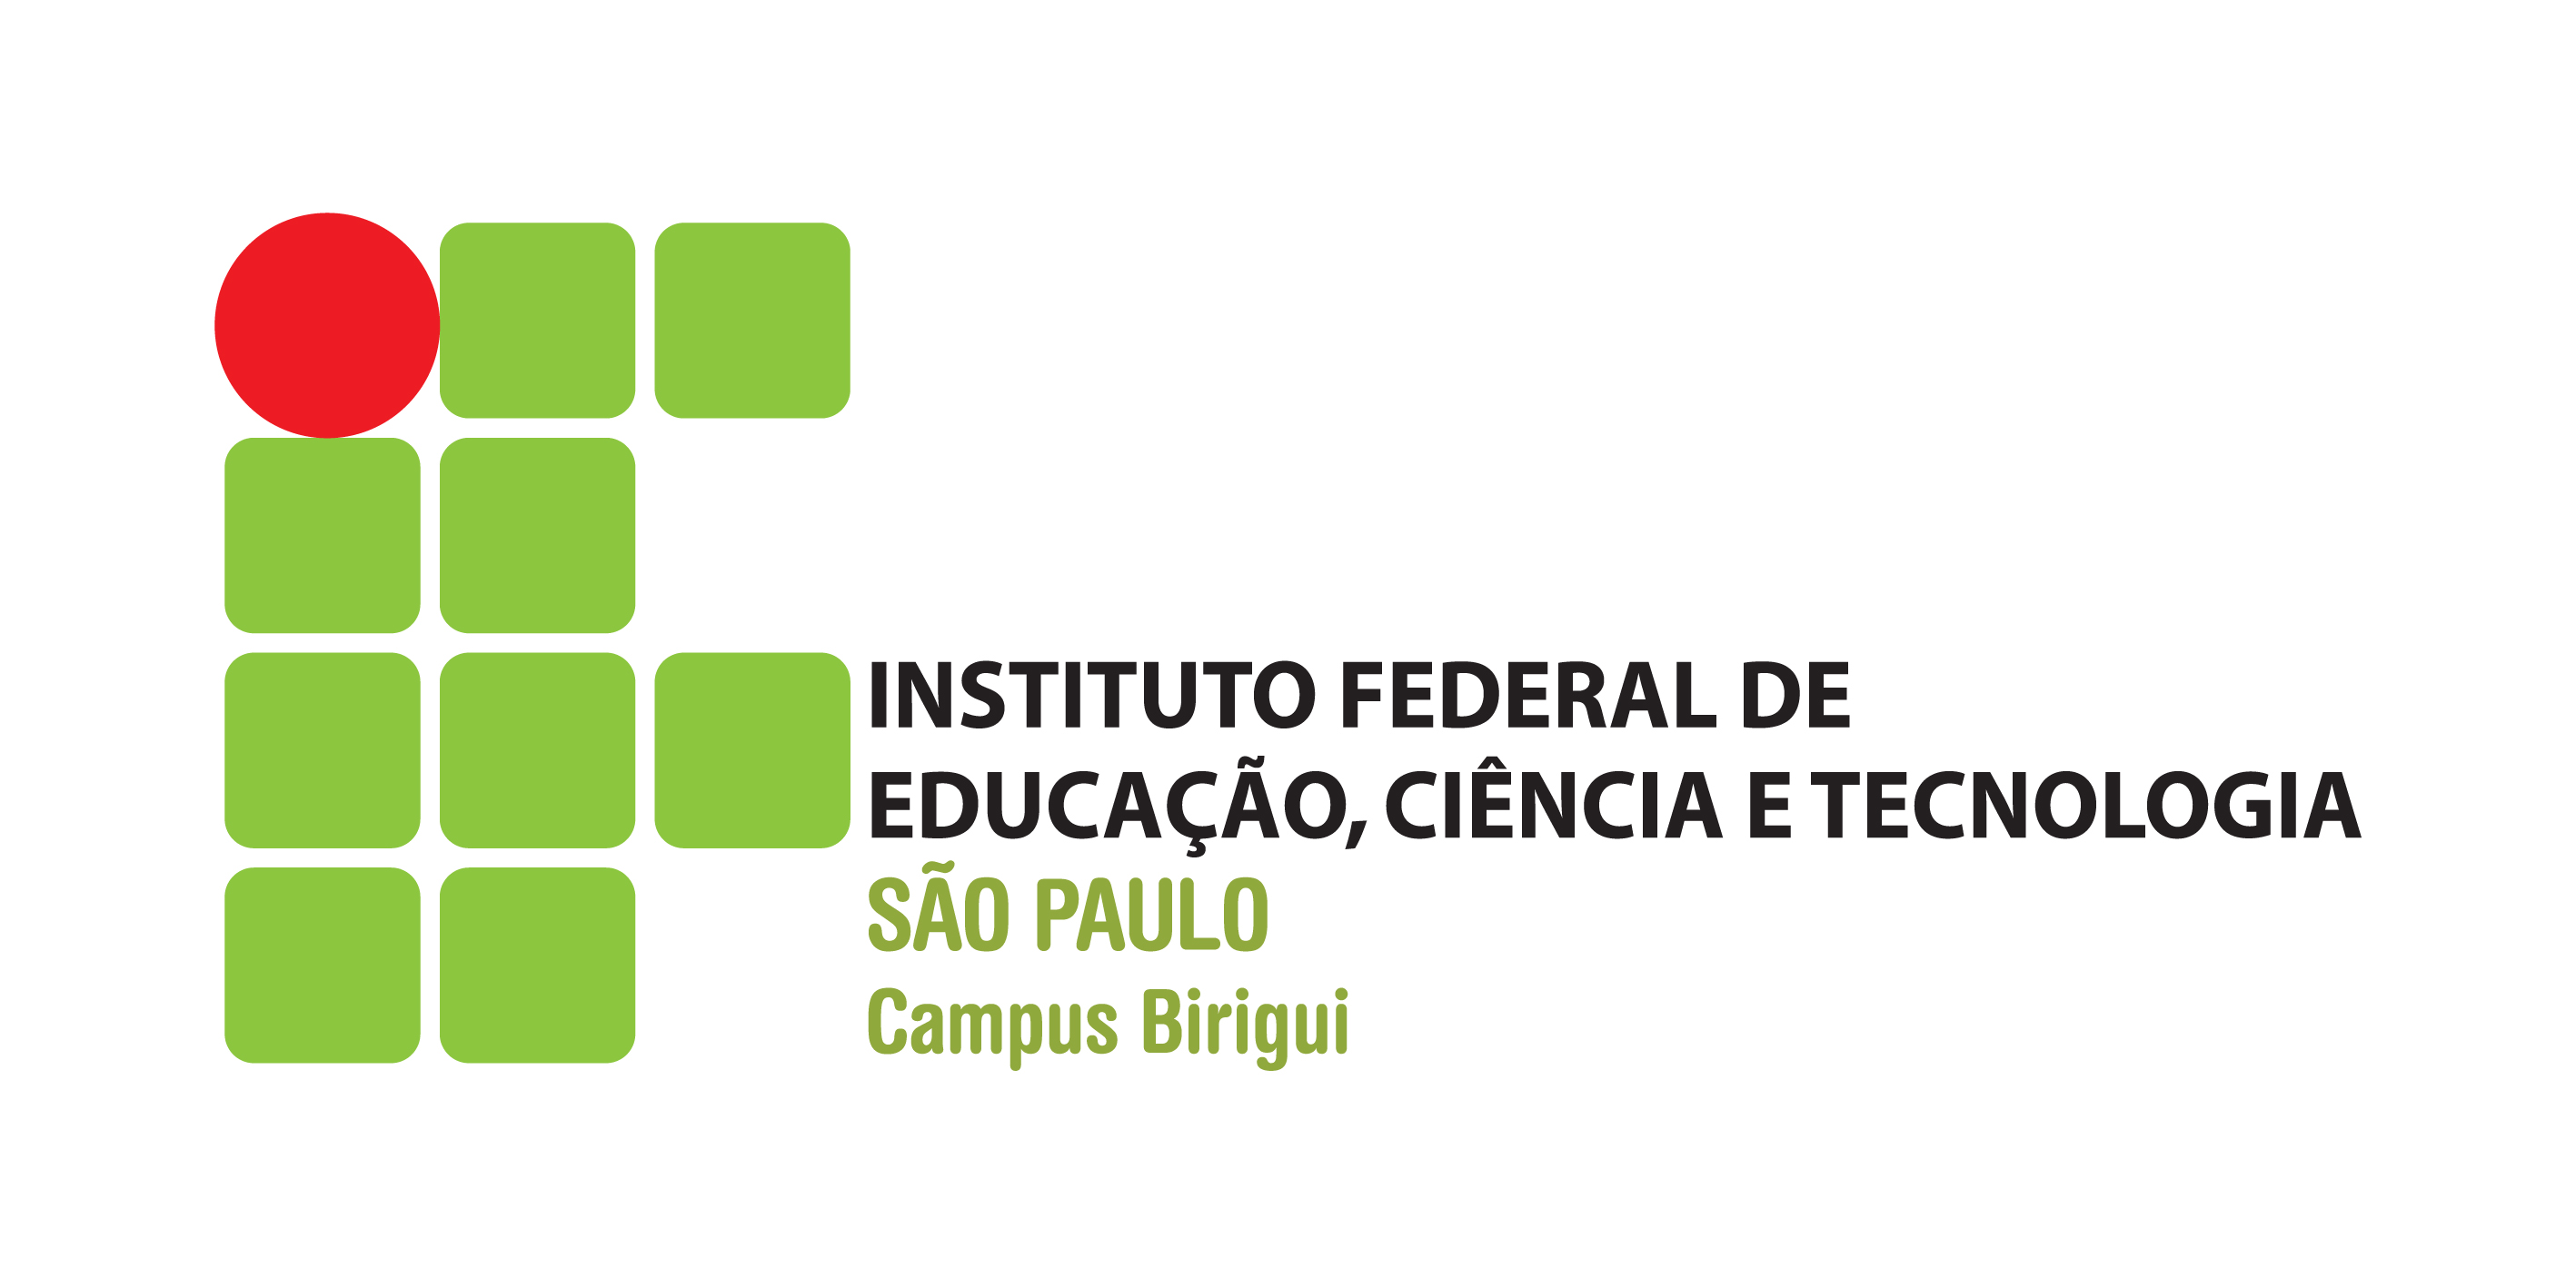 INSTITUTO FEDERAL DE
EDUCAÇÃO, CIÊNCIA E TECNOLOGIA
SÃO PAULO
Campus Birigui